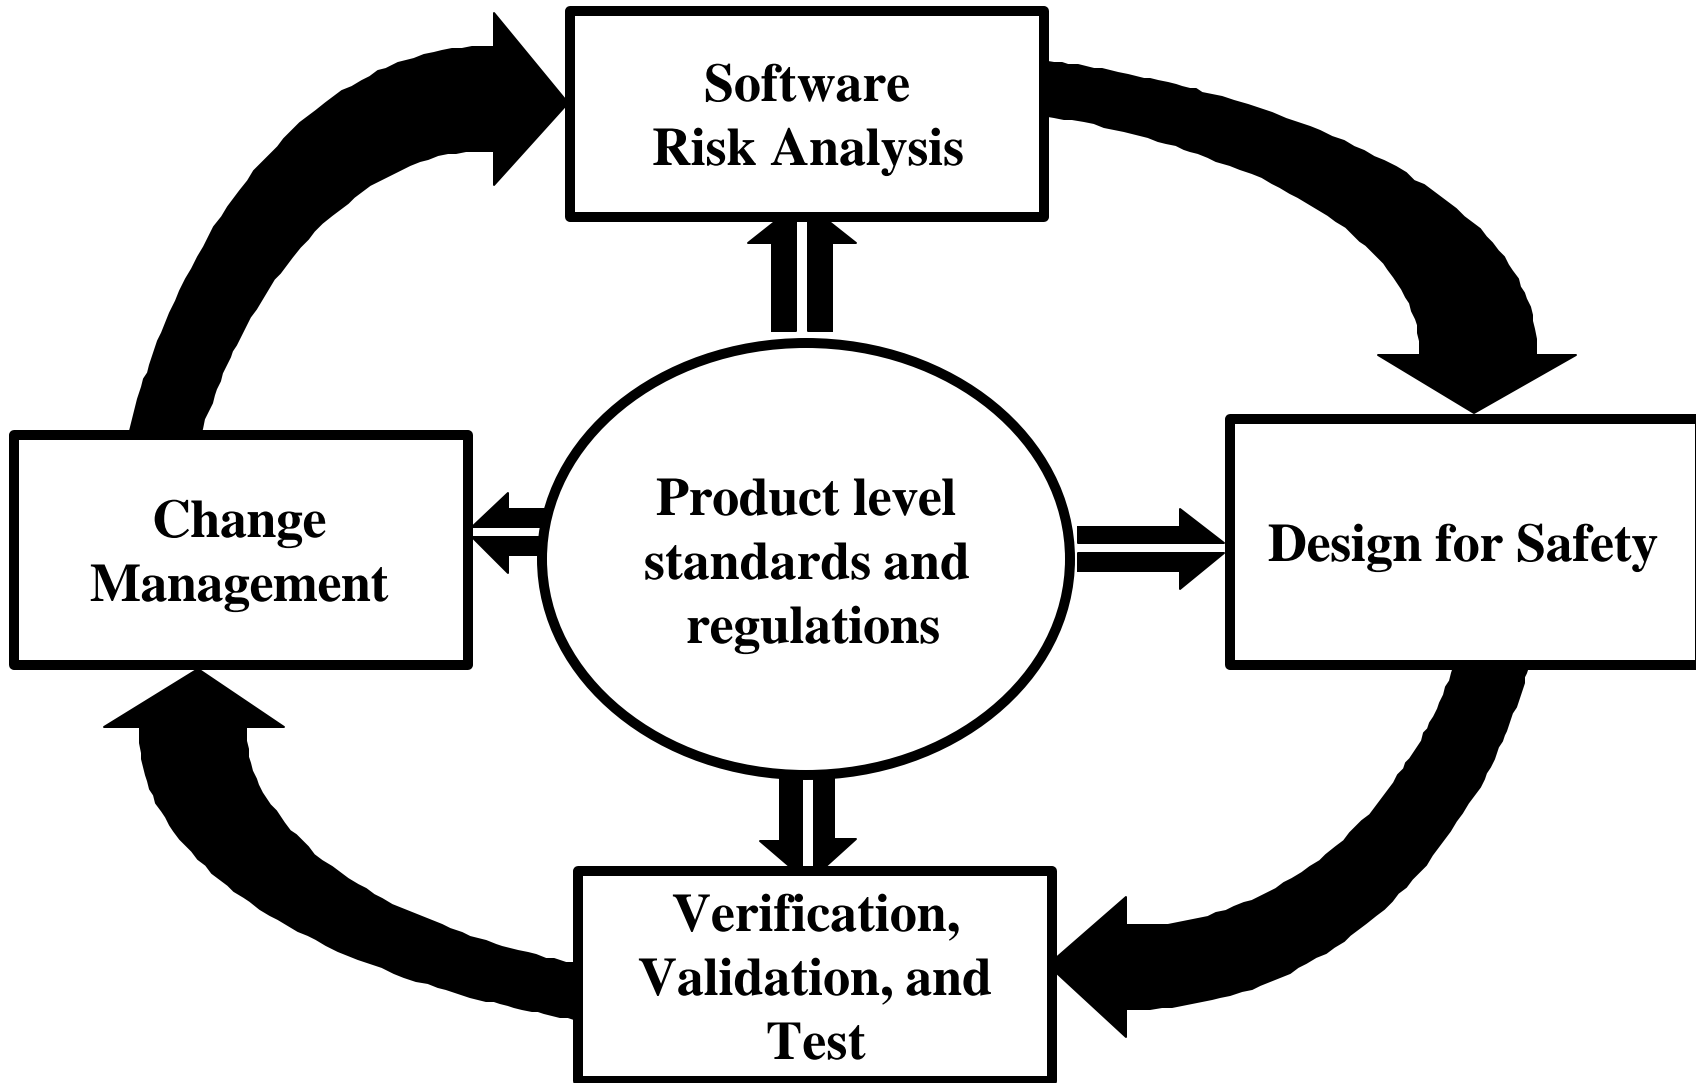 Software
Risk Analysis
Change
Management
Product level
standards and
regulations
Design for Safety
Verification,
Validation, and
Test